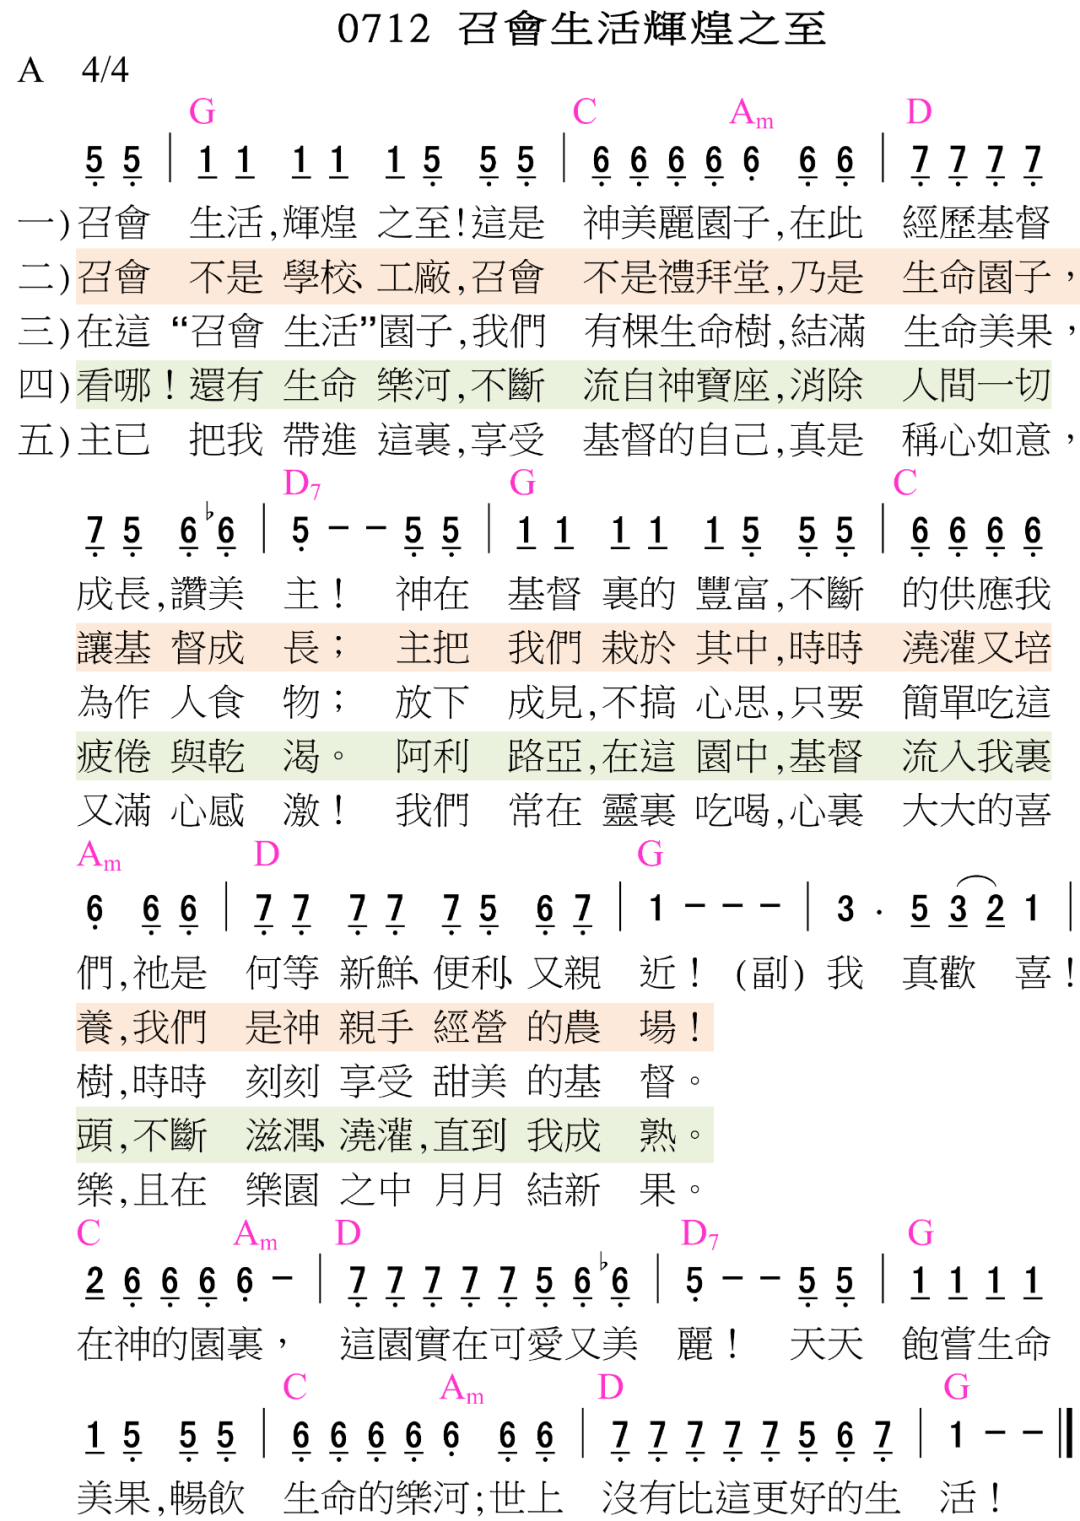 0712 召會生活輝煌之至
A 4/4
G C Am D
5 5 | 1 1 1 1 1 5 5 5 | 6 6 6 6 6 6 6 | 7 7 7 7
一)召會 生活,輝煌 之至!這是 神美麗園子,在此 經歷基督
二)召會 不是 學校、工廠,召會 不是禮拜堂,乃是 生命園子,
三)在這 “召會 生活”園子,我們 有棵生命樹,結滿 生命美果,
四)看哪！還有 生命 樂河,不斷 流自神寶座,消除 人間一切
五)主已 把我 帶進 這裏,享受 基督的自己,真是 稱心如意,
D7 G C
7 5 6 ♭6 | 5 – – 5 5 | 1 1 1 1 1 5 5 5 | 6 6 6 6
成長,讚美 主！ 神在 基督 裏的 豐富,不斷 的供應我
讓基 督成 長； 主把 我們 栽於 其中,時時 澆灌又培
為作 人食 物； 放下 成見,不搞 心思,只要 簡單吃這
疲倦 與乾 渴。 阿利 路亞,在這 園中,基督 流入我裏
又滿 心感 激！ 我們 常在 靈裏 吃喝,心裏 大大的喜
Am D G
6 6 6 | 7 7 7 7 7 5 6 7 | 1 – – – | 3 . 5 3 2 1 |
們,祂是 何等 新鮮、便利、又親 近！ (副) 我 真歡 喜！
養,我們 是神 親手 經營 的農 場！
樹,時時 刻刻 享受 甜美 的基 督。
頭,不斷 滋潤、澆灌,直到 我成 熟。
樂,且在 樂園 之中 月月 結新 果。
C Am D D7 G
2 6 6 6 6 – | 7 7 7 7 7 5 6 ♭6 | 5 – – 5 5 | 1 1 1 1
在神的園裏， 這園實在可愛又美 麗！ 天天 飽嘗生命
C Am D G
1 5 5 5 | 6 6 6 6 6 6 6 | 7 7 7 7 7 5 6 7 | 1 – – ‖
美果,暢飲 生命的樂河;世上 沒有比這更好的生 活！